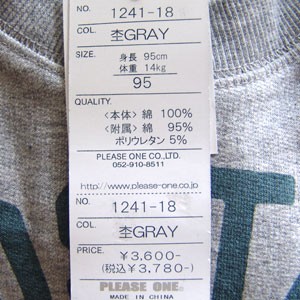 NO. 1241-18
COL. 杢GRAY
SIZE. 身長 95cm
体重 14kg
95
QUALITY.
<本体> 綿 100%
<附属> 綿 95%
ポリウレタン 5%
PLEASE ONE CO.,LTD.
052-910-8511
http://www.please-one.co.jp
NO. 1241-18
COL. 杢GRAY
PRICE. ¥3,600-
(税込¥3,780-)
PLEASE ONE.
MADE IN CHINA